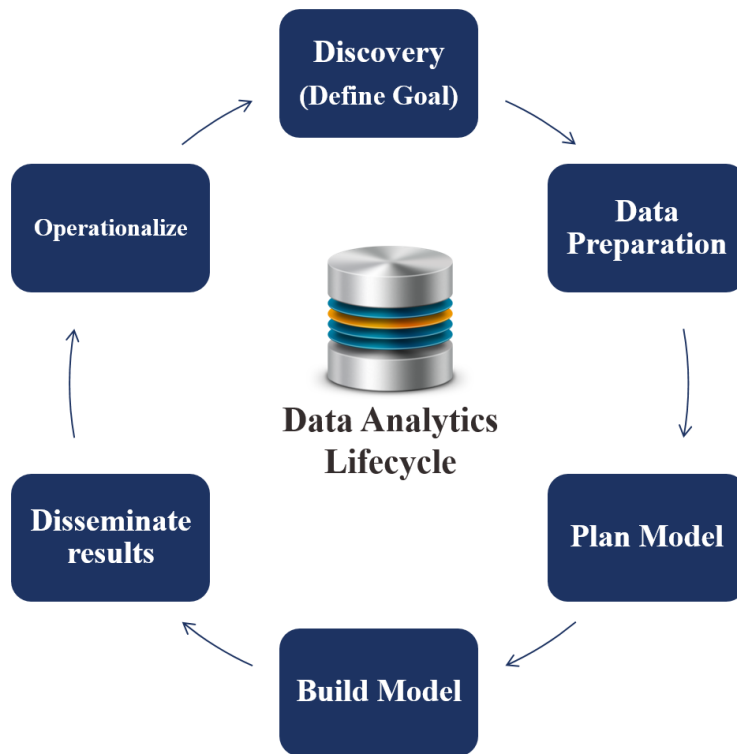 Discovery
(Define Goal)
Data
Preparation
Plan Model
Build Model
Disseminate
results
Operationalize
Data Analytics
Lifecycle